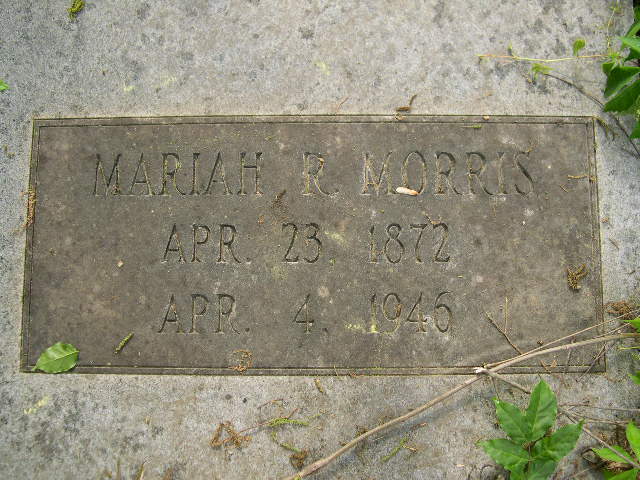 MARIAH R. MORRIS
APR. 23, 1872
APR. 4, 1946